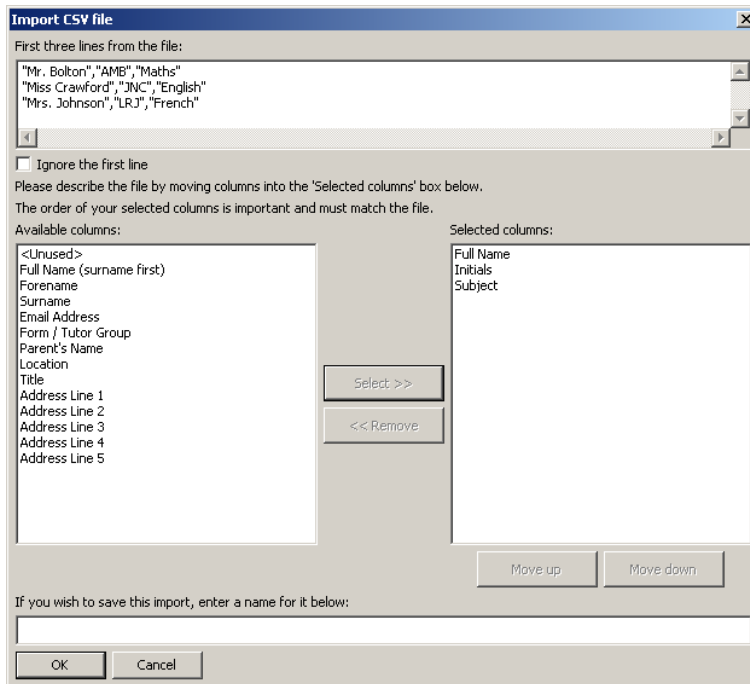 Import CSV file
First three lines from the file:
"Mr. Bolton","AMB","Maths"
"Miss Crawford","JNC","English"
"Mrs. Johnson","LRJ","French"
Ignore the first line
Please describe the file by moving columns into the 'Selected columns' box below.
The order of your selected columns is important and must match the file.
Available columns:
<Unused>
Full Name (surname first)
Forename
Surname
Email Address
Form / Tutor Group
Parent's Name
Location
Title
Address Line 1
Address Line 2
Address Line 3
Address Line 4
Address Line 5
Select >>
<< Remove
Selected columns:
Full Name
Initials
Subject
Move up
Move down
If you wish to save this import, enter a name for it below:
OK
Cancel